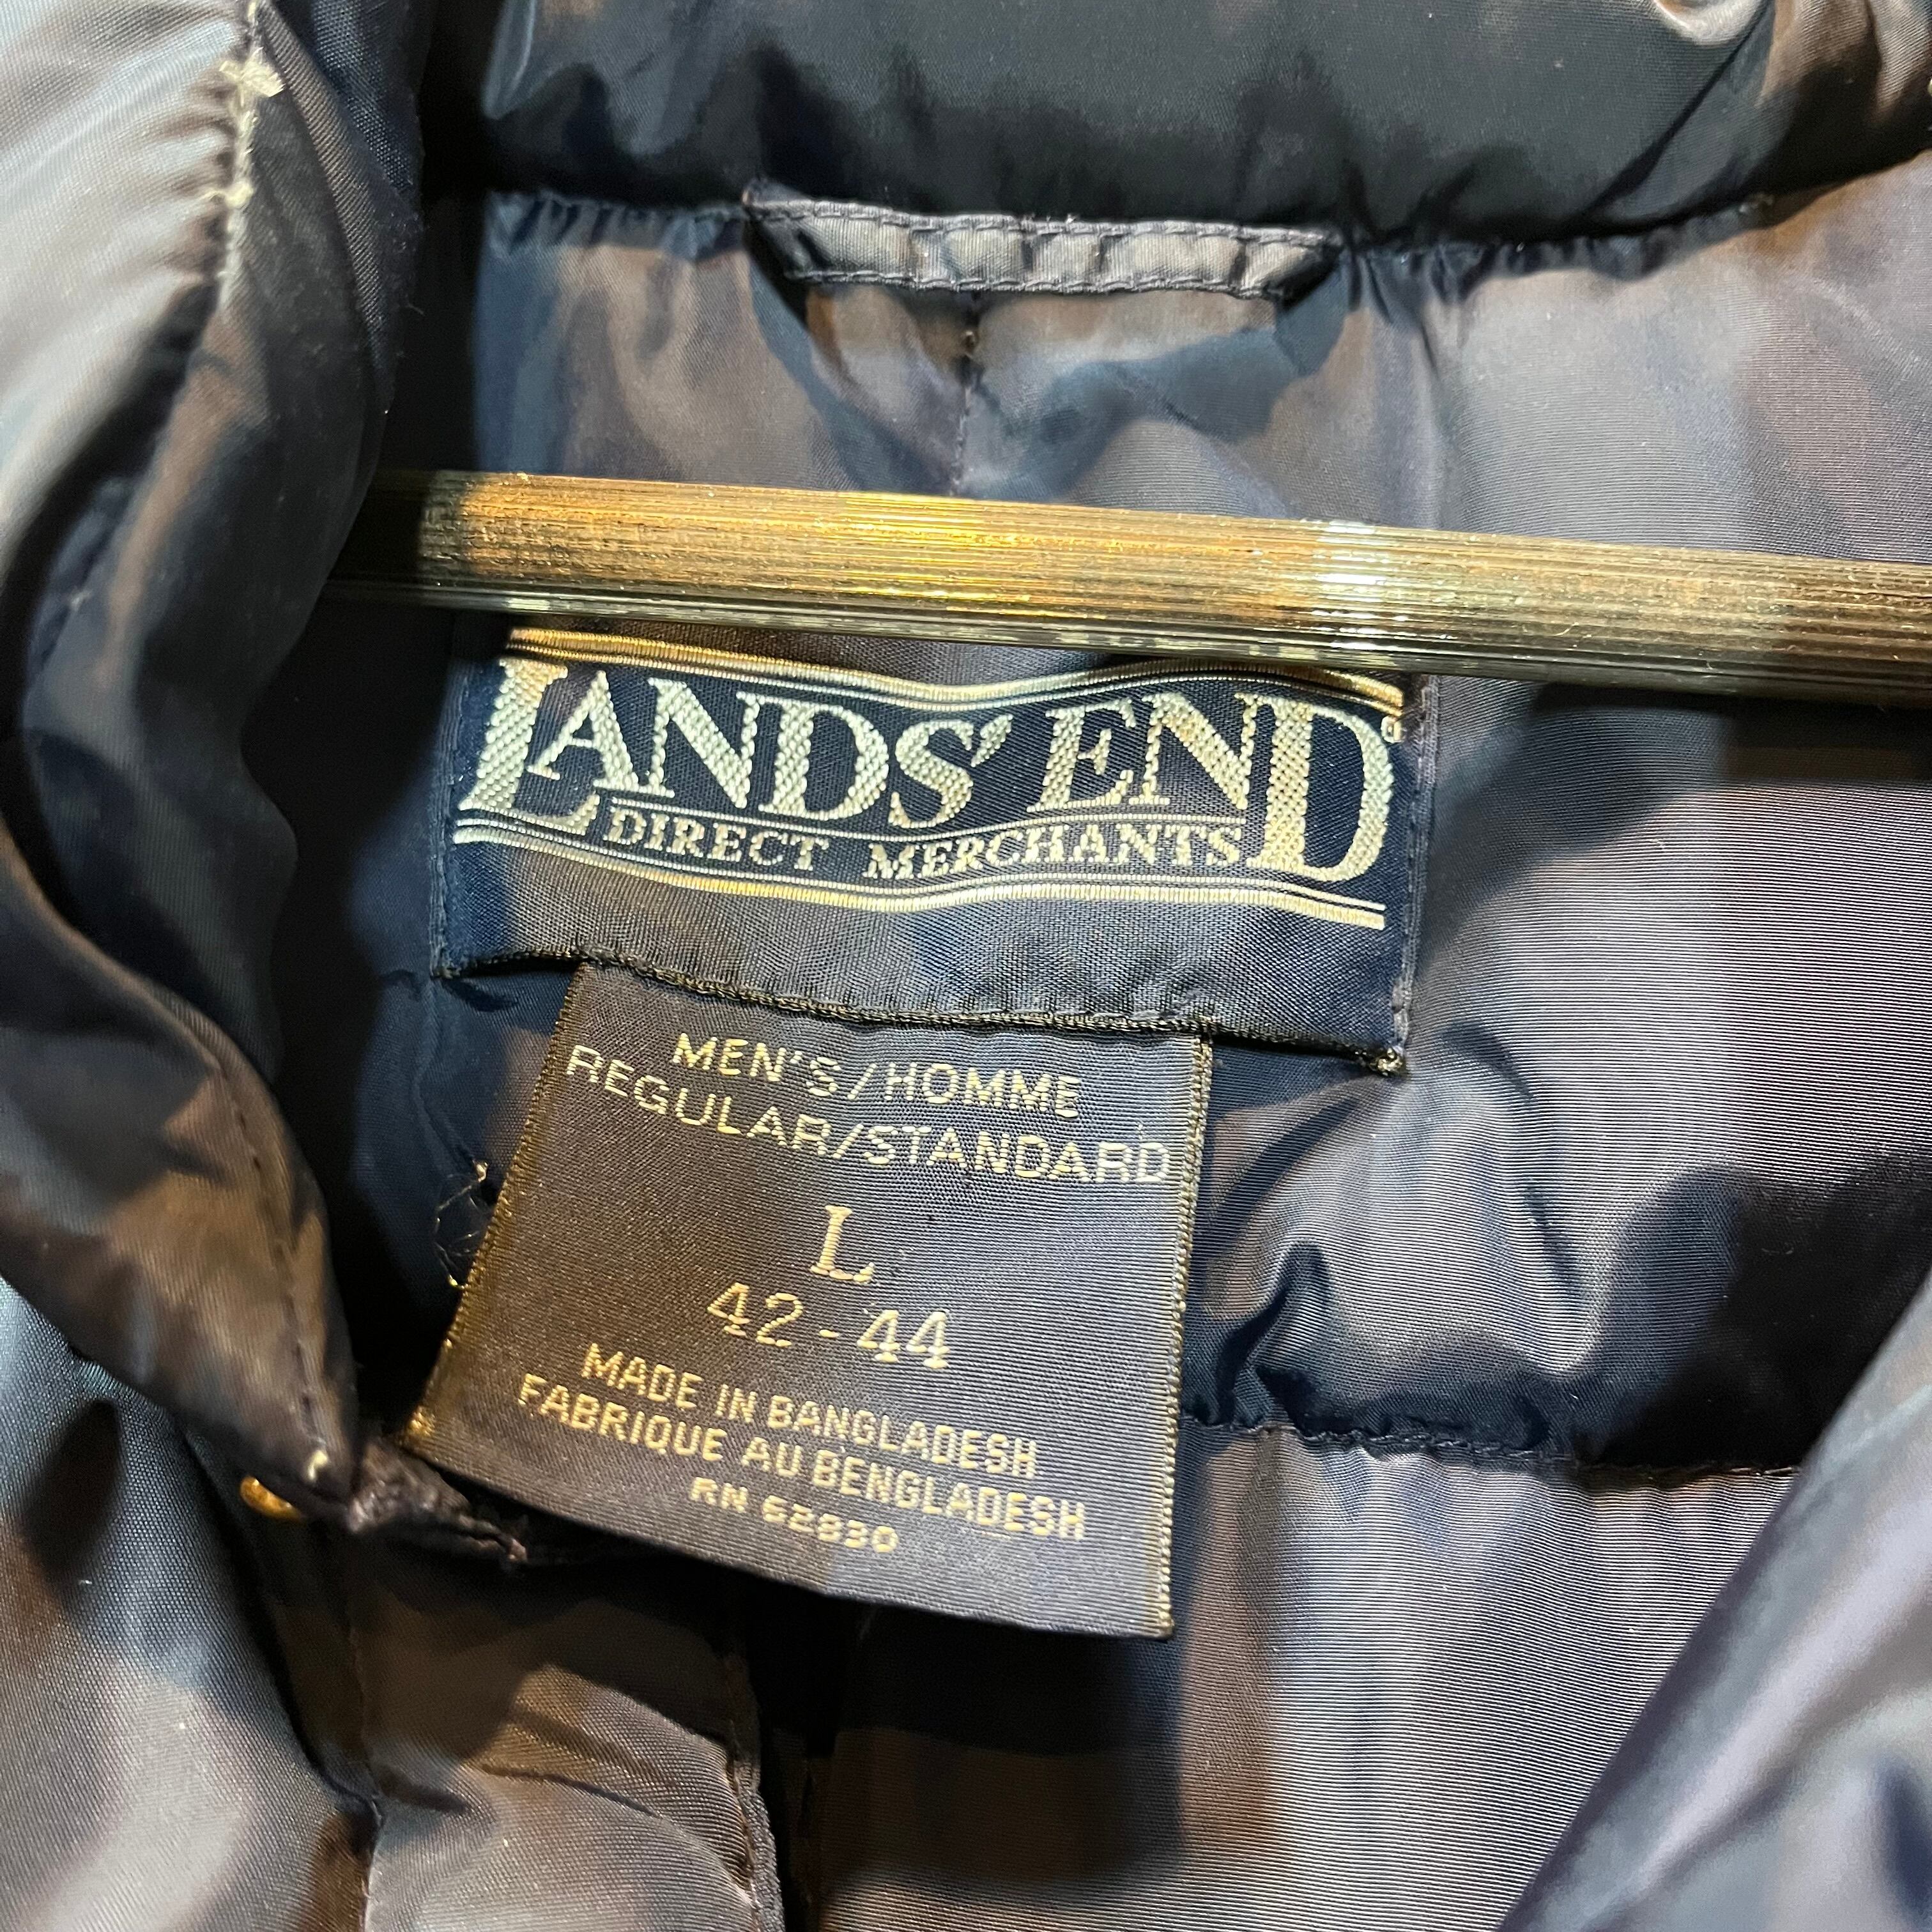 LANDS' END
DIRECT MERCHANTS
MEN'S/HOMME
REGULAR/STANDARD
L
42-44
MADE IN BANGLADESH
FABRIQUE AU BENGLADESH
RN 62830